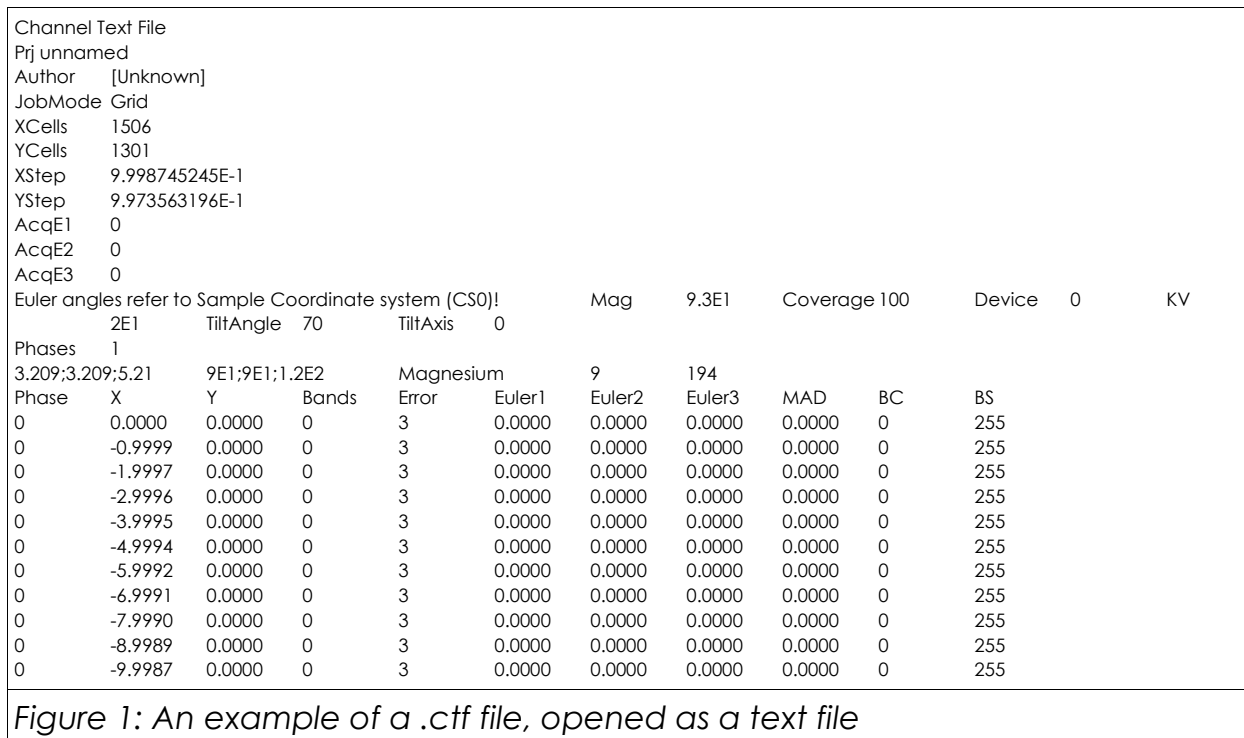 Channel Text File
Prj unnamed
Author [Unknown]
JobMode Grid
XCells 1506
YCells 1301
XStep 9.998745245E-1
YStep 9.973563196E-1
AcqE1 0
AcqE2 0
AcqE3 0
Euler angles refer to Sample Coordinate system (CS0)! Mag 9.3E1 Coverage 100 Device 0 KV
2E1 TiltAngle 70 TiltAxis 0
Phases 1
3.209;3.209;5.21 9E1;9E1;1.2E2 Magnesium 9 194
Phase X Y Bands Error Euler1 Euler2 Euler3 MAD BC BS
0 0.0000 0.0000 0 3 0.0000 0.0000 0.0000 0.0000 0 255
0 -0.9999 0.0000 0 3 0.0000 0.0000 0.0000 0.0000 0 255
0 -1.9997 0.0000 0 3 0.0000 0.0000 0.0000 0.0000 0 255
0 -2.9996 0.0000 0 3 0.0000 0.0000 0.0000 0.0000 0 255
0 -3.9995 0.0000 0 3 0.0000 0.0000 0.0000 0.0000 0 255
0 -4.9994 0.0000 0 3 0.0000 0.0000 0.0000 0.0000 0 255
0 -5.9992 0.0000 0 3 0.0000 0.0000 0.0000 0.0000 0 255
0 -6.9991 0.0000 0 3 0.0000 0.0000 0.0000 0.0000 0 255
0 -7.9990 0.0000 0 3 0.0000 0.0000 0.0000 0.0000 0 255
0 -8.9989 0.0000 0 3 0.0000 0.0000 0.0000 0.0000 0 255
0 -9.9987 0.0000 0 3 0.0000 0.0000 0.0000 0.0000 0 255
Figure 1: An example of a .ctf file, opened as a text file